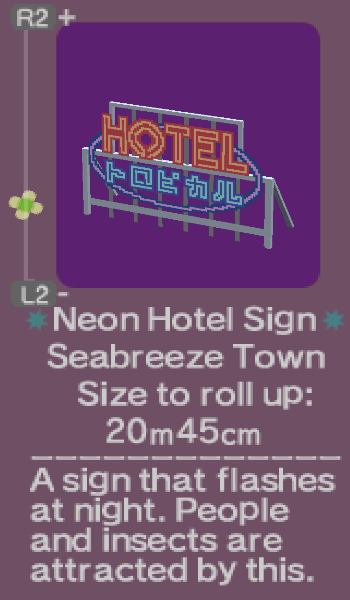 R2 +
HOTEL
トロピカル
L2 -
Neon Hotel Sign
Seabreeze Town
Size to roll up:
20m45cm
A sign that flashes
at night. People
and insects are
attracted by this.